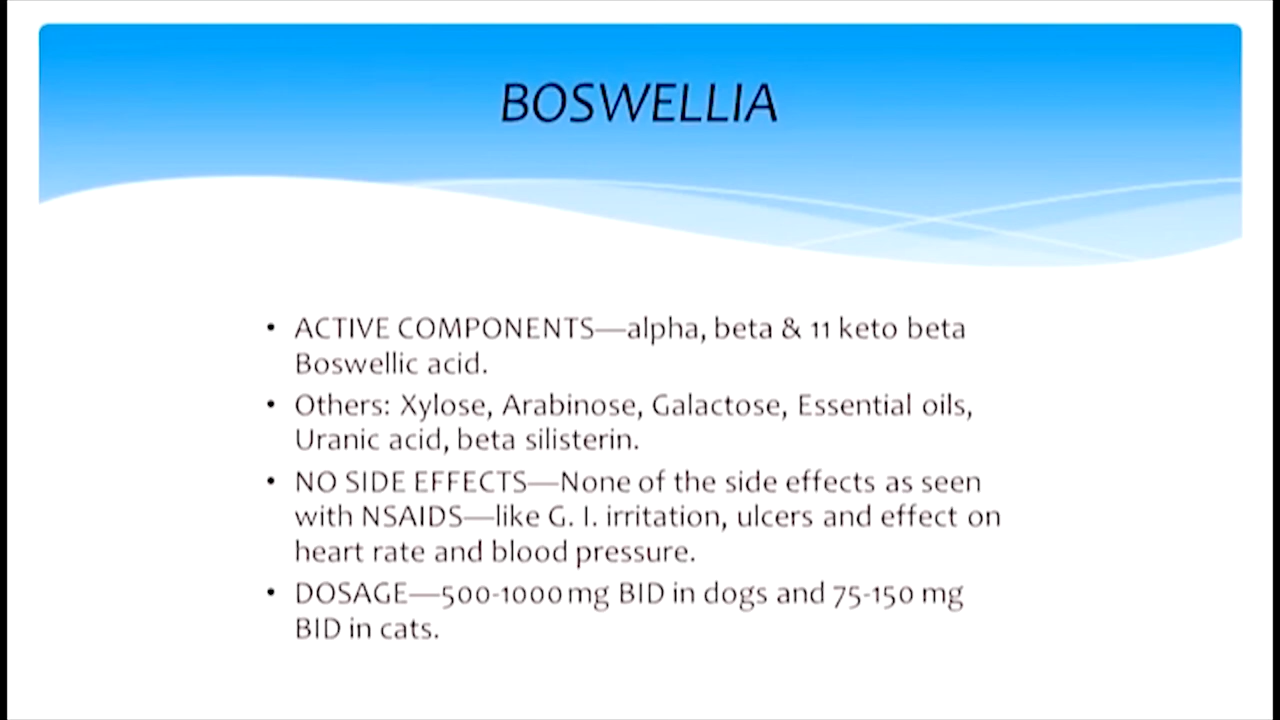 BOSWELLIA
• ACTIVE COMPONENTS—alpha, beta & 11 keto beta
Boswellic acid.
• Others: Xylose, Arabinose, Galactose, Essential oils,
Uranic acid, beta silisterin.
• NO SIDE EFFECTS—None of the side effects as seen
with NSAIDS—like G. I. irritation, ulcers and effect on
heart rate and blood pressure.
• DOSAGE—500-1000 mg BID in dogs and 75-150 mg
BID in cats.